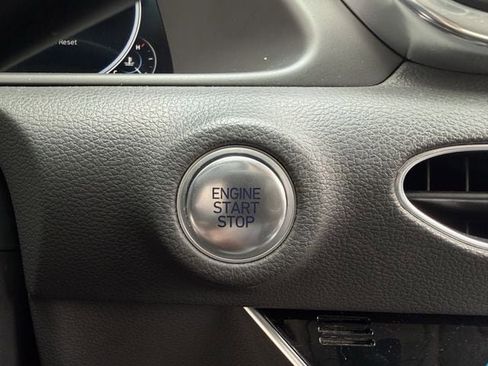 Reset
H
ENGINE
START
STOP